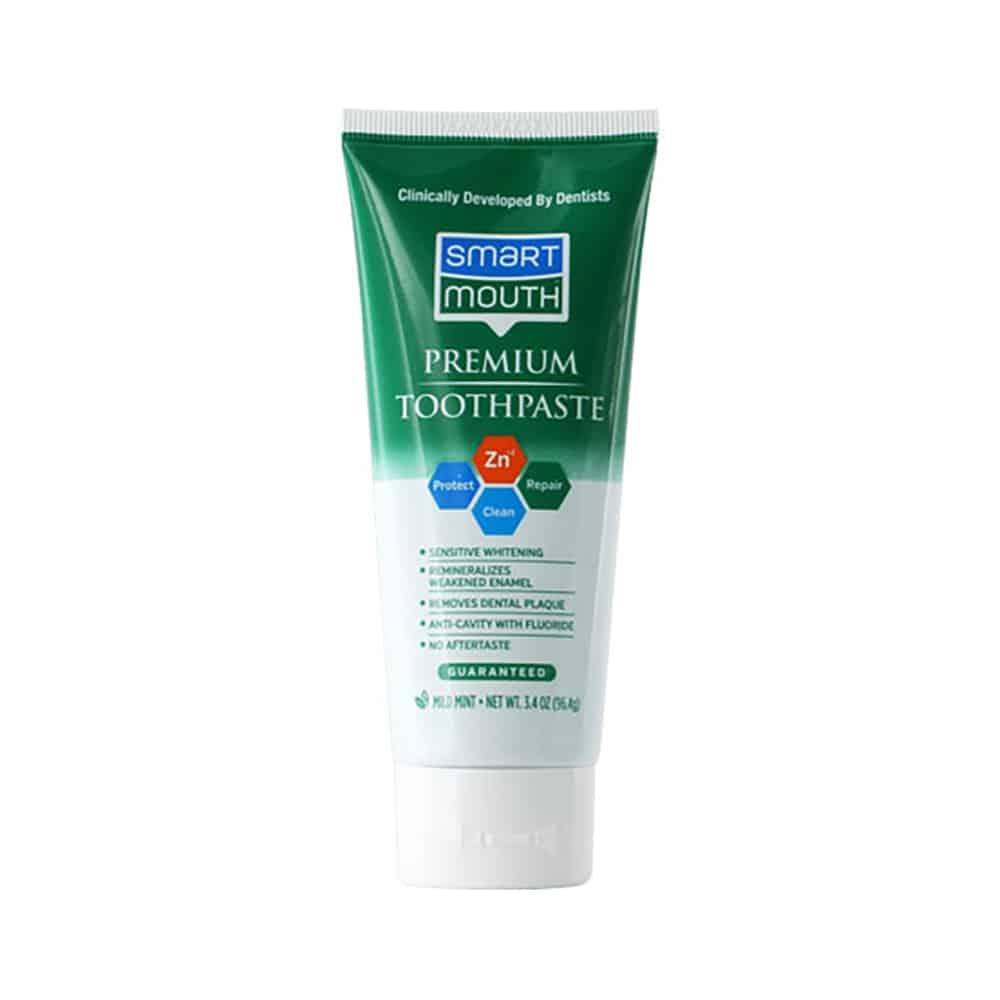 Clinically Developed By Dentists
SMART
MOUTH
PREMIUM
TOOTHPASTE
Zn+2
Protect
Repair
Clean
• SENSITIVE WHITENING
• REMINERALIZES
WEAKENED ENAMEL
• REMOVES DENTAL PLAQUE
• ANTI-CAVITY WITH FLUORIDE
• NO AFTERTASTE
GUARANTEED
MILD MINT • NET WT. 3.4 OZ (96.4g)